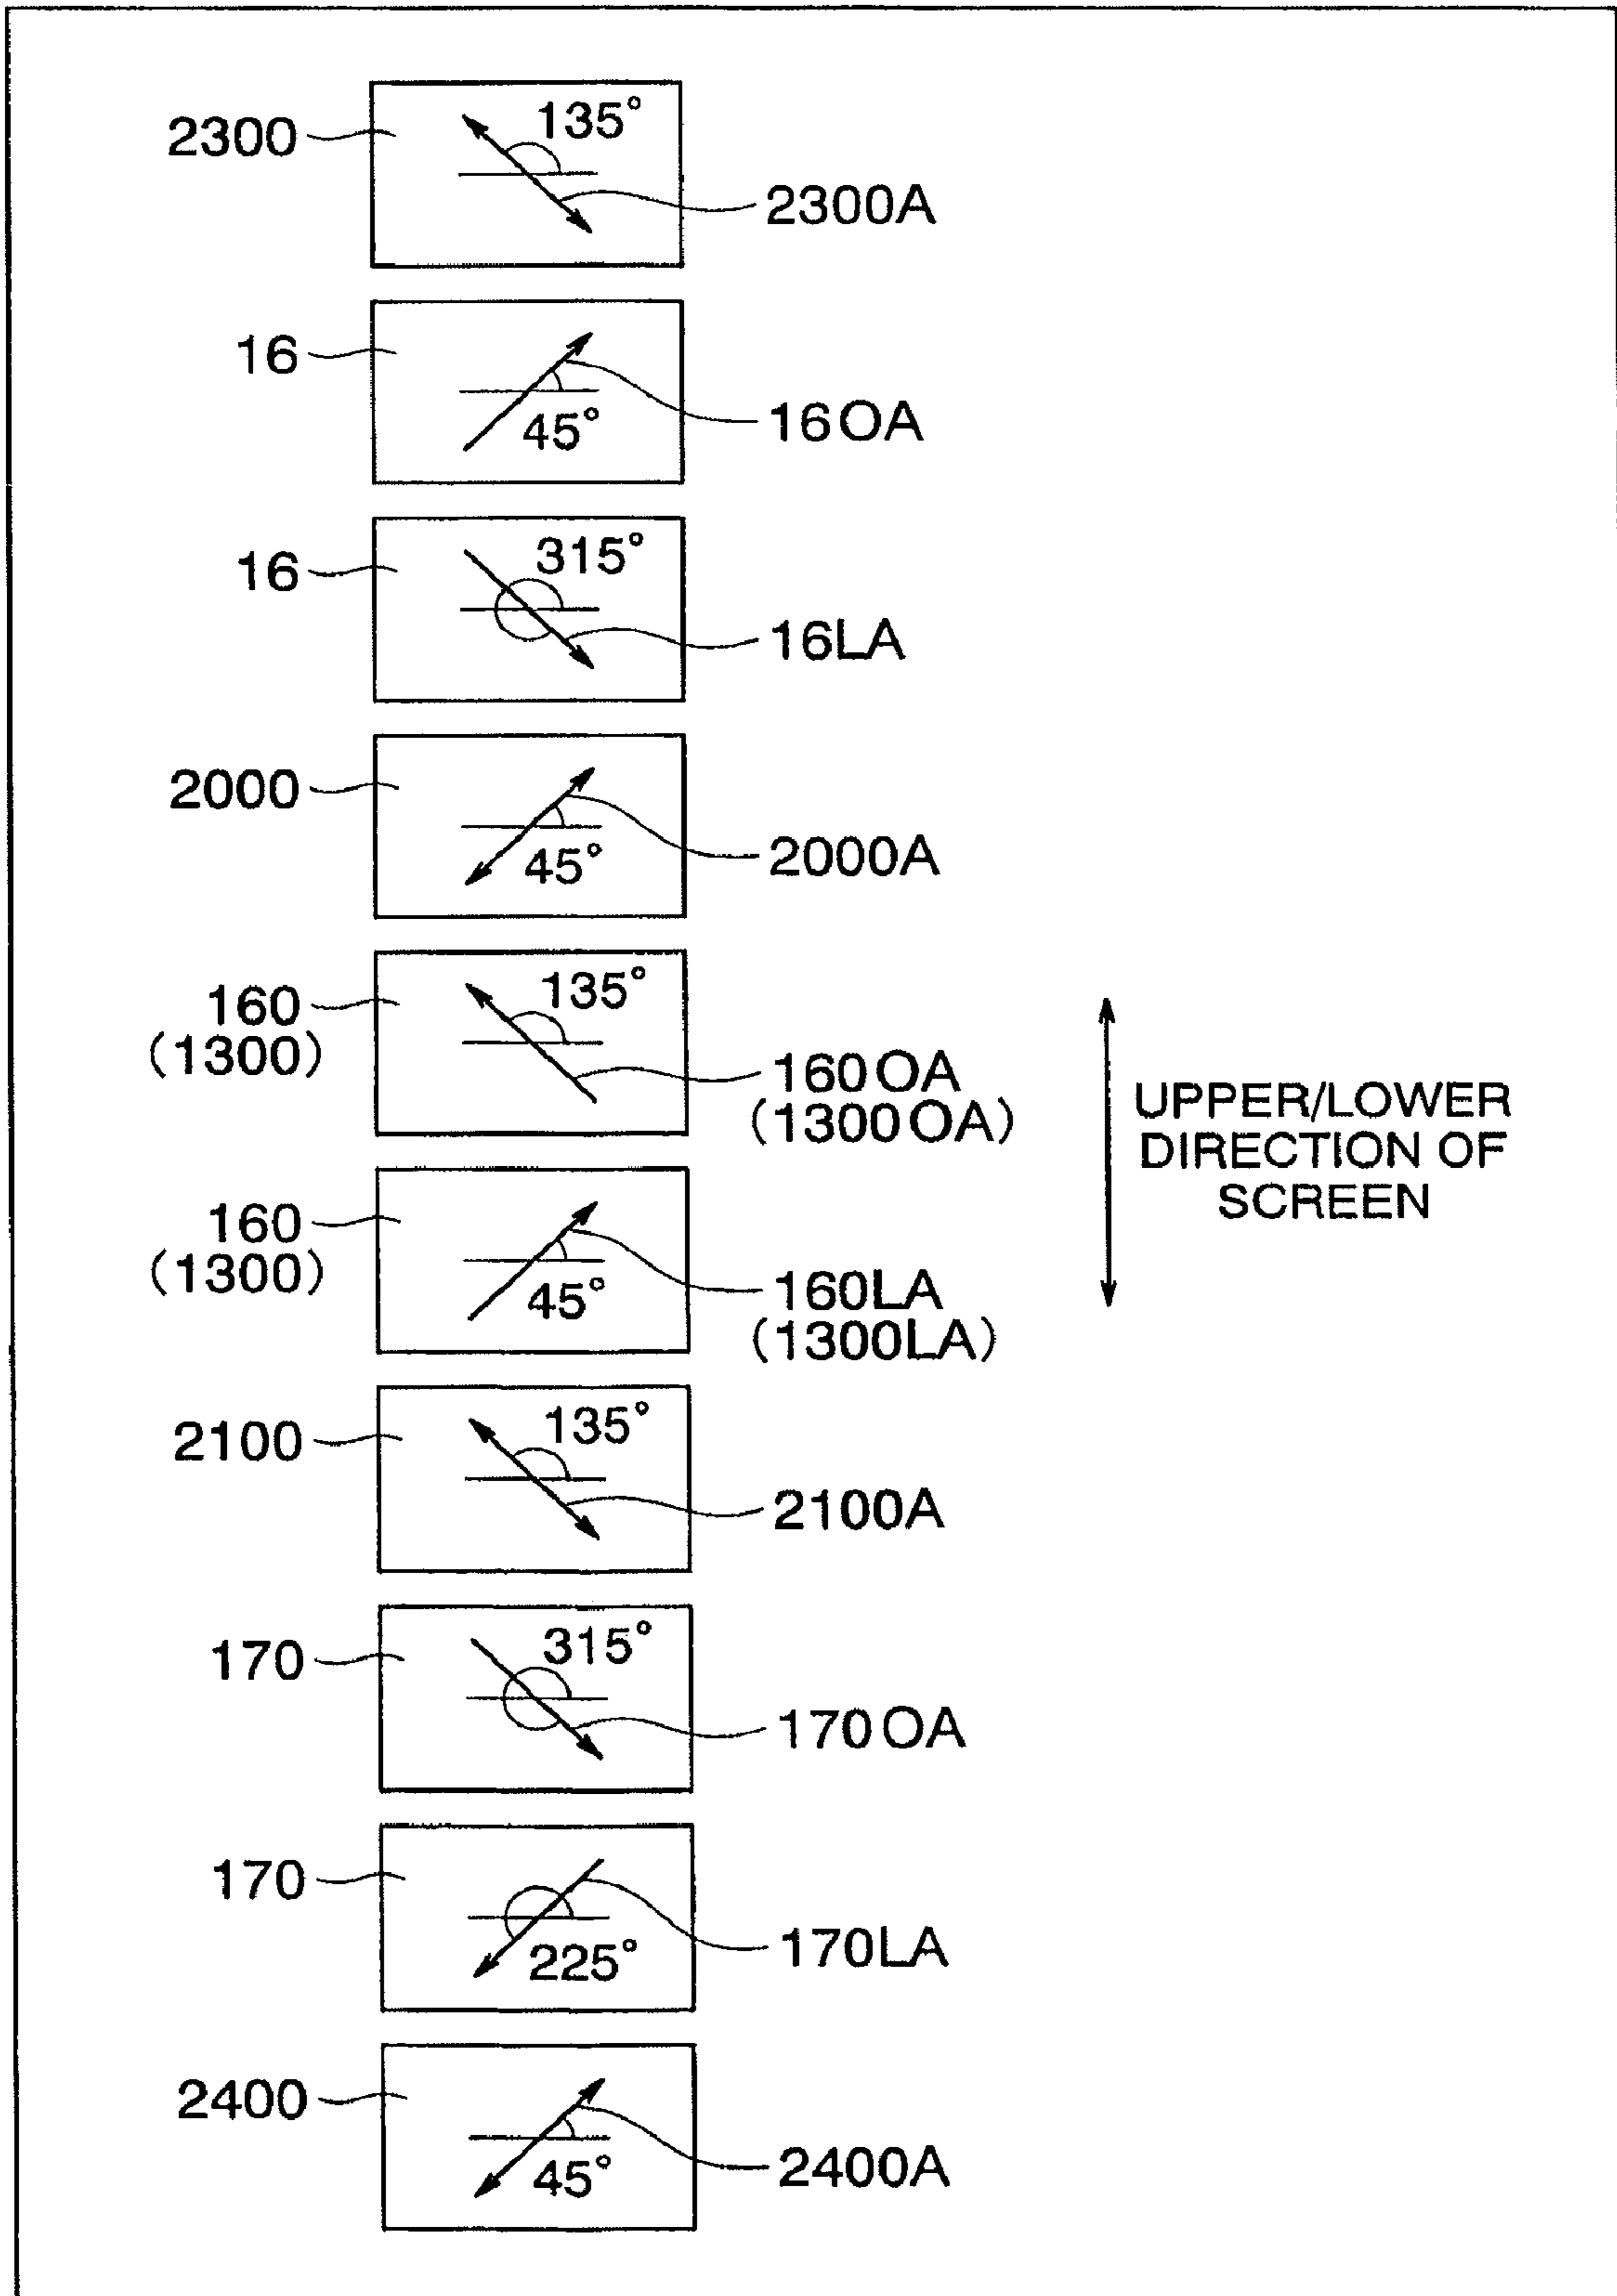 135°
2300
2300A
16
16OA
45°
315°
16
16LA
2000
45°
2000A
135°
160
(1300)
160OA
(1300OA)
UPPER/LOWER
DIRECTION OF
SCREEN
160
(1300)
45°
160LA
(1300LA)
135°
2100
2100A
315°
170
170OA
170
225°
170LA
2400
45°
2400A